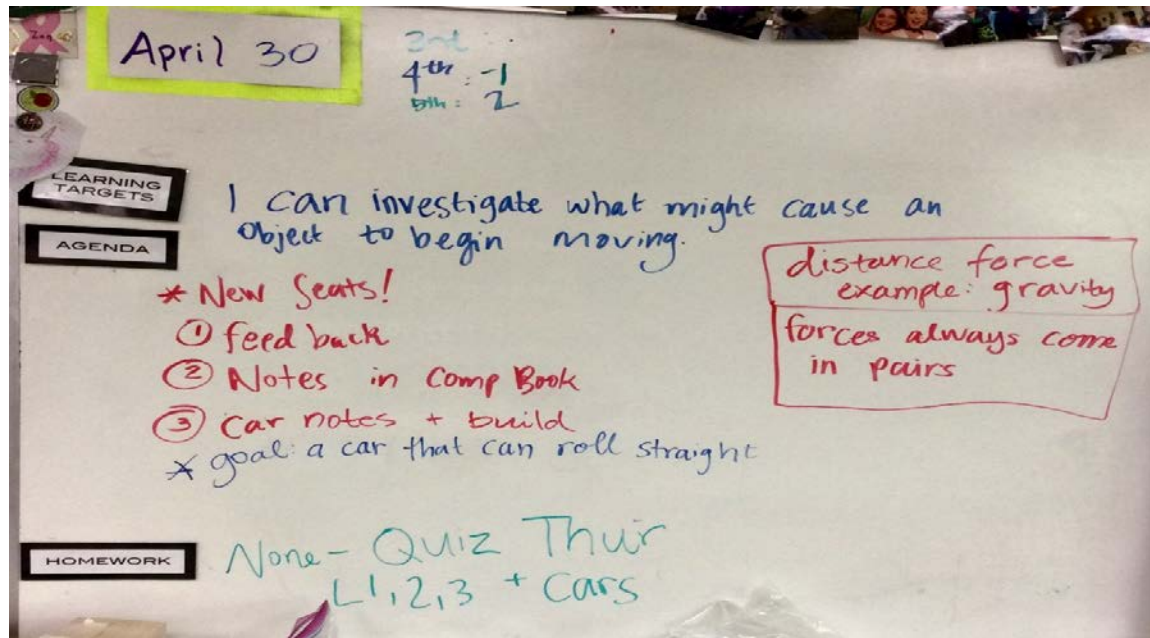 April 30
3rd :
4th : -1
5th : 2
LEARNING
TARGETS
I can investigate what might cause an
object to begin moving.
AGENDA
* New Seats!
① feedback
② Notes in Comp Book
③ Car notes + build
* goal: a car that can roll straight
distance force
example: gravity
forces always come
in pairs
HOMEWORK
None - Quiz Thur
L1,2,3 + Cars